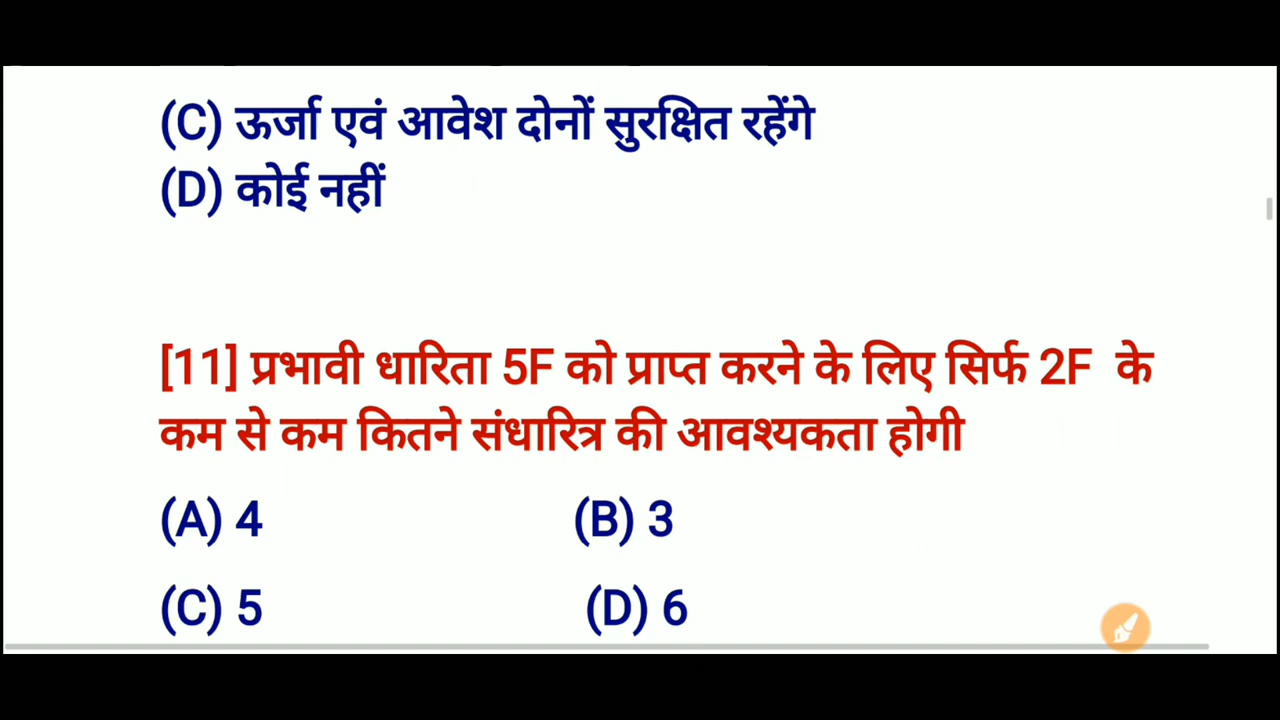 (C) ऊर्जा एवं आवेश दोनों सुरक्षित रहेंगे
(D) कोई नहीं
[11] प्रभावी धारिता 5F को प्राप्त करने के लिए सिर्फ 2F के
कम से कम कितने संधारित्र की आवश्यकता होगी
(A) 4 (B) 3
(C) 5 (D) 6